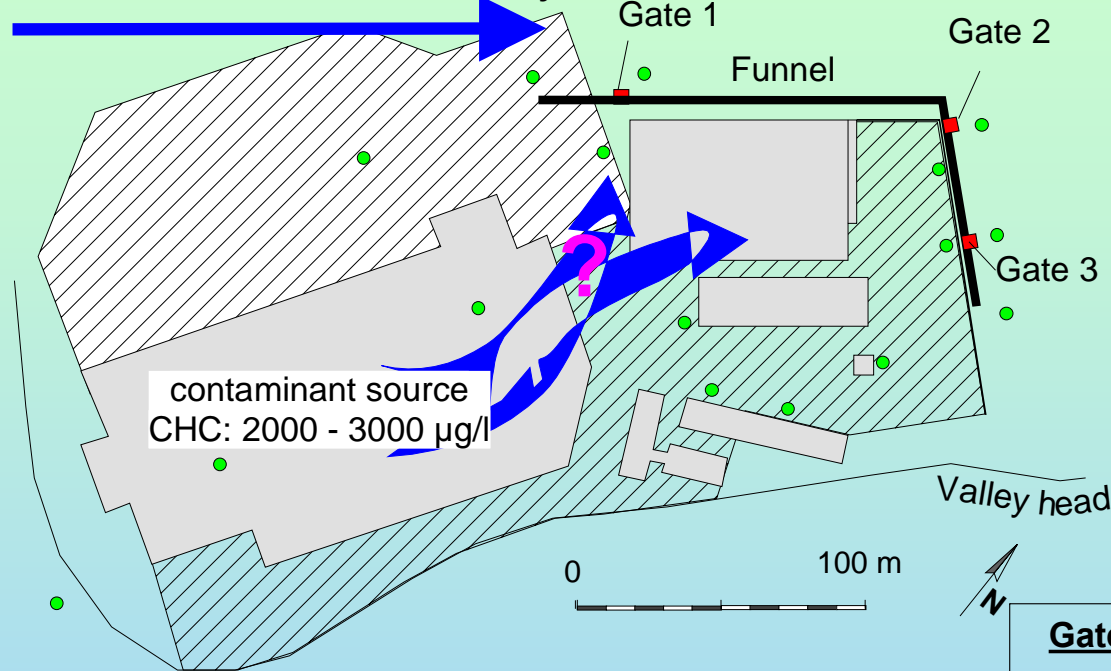 Gate 1
Gate 2
Funnel
?
Gate 3
contaminant source
CHC: 2000 - 3000 µg/l
Valley head
0
100 m
N